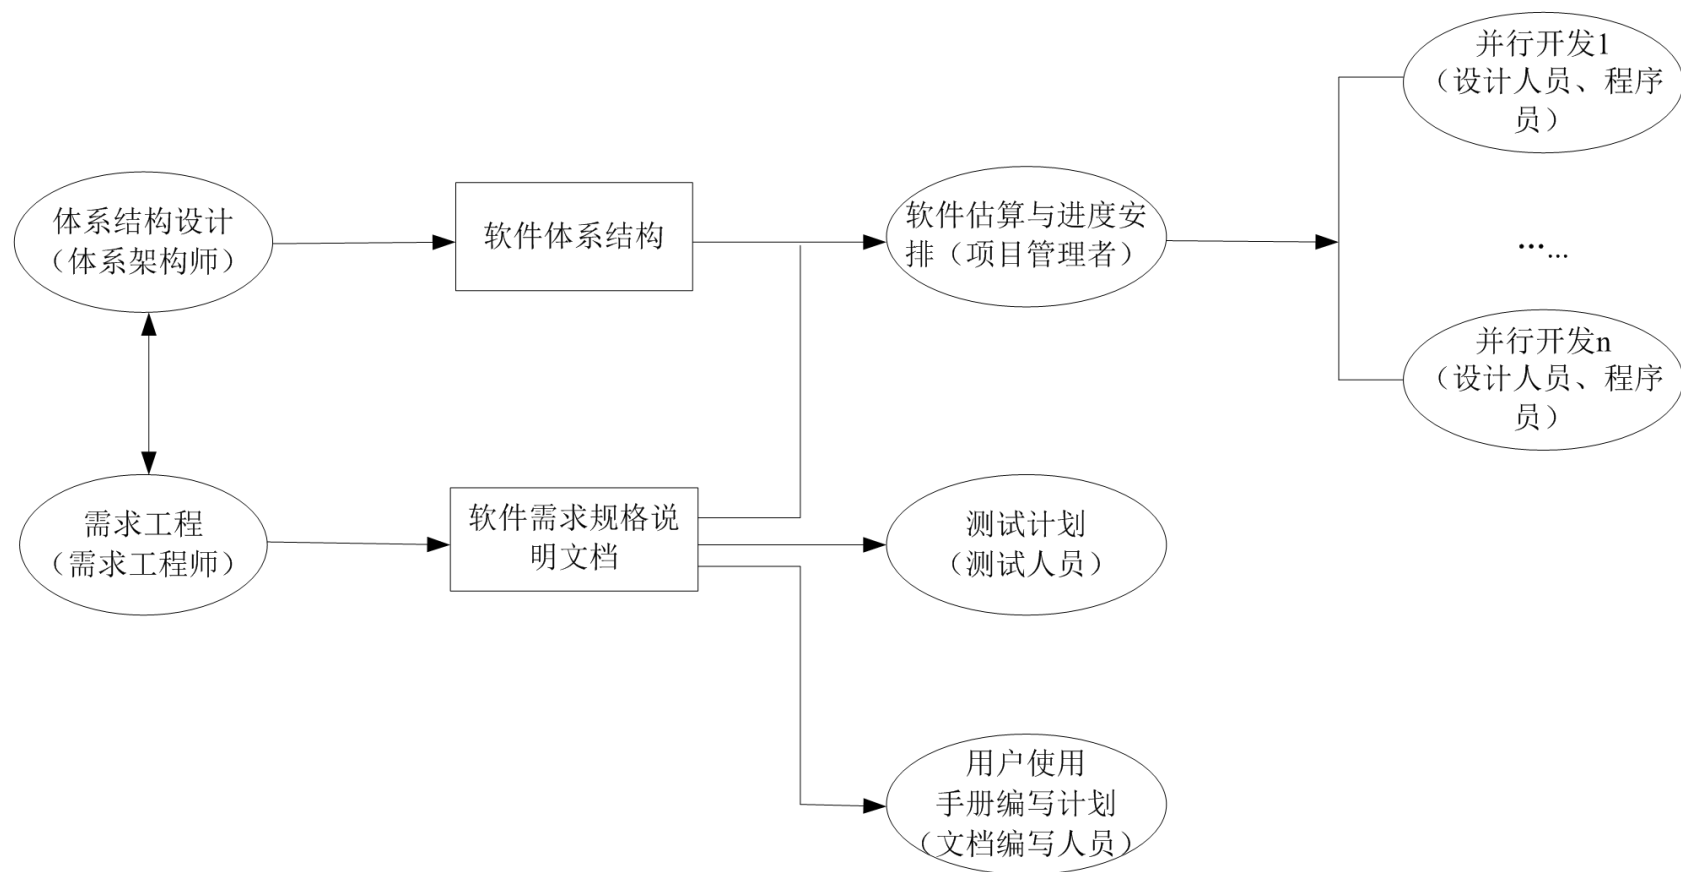 并行开发1
（设计人员、程序
员）
体系结构设计
（体系架构师）
软件体系结构
软件估算与进度安
排（项目管理者）
……
并行开发n
（设计人员、程序
员）
需求工程
（需求工程师）
软件需求规格说
明文档
测试计划
（测试人员）
用户使用
手册编写计划
（文档编写人员）